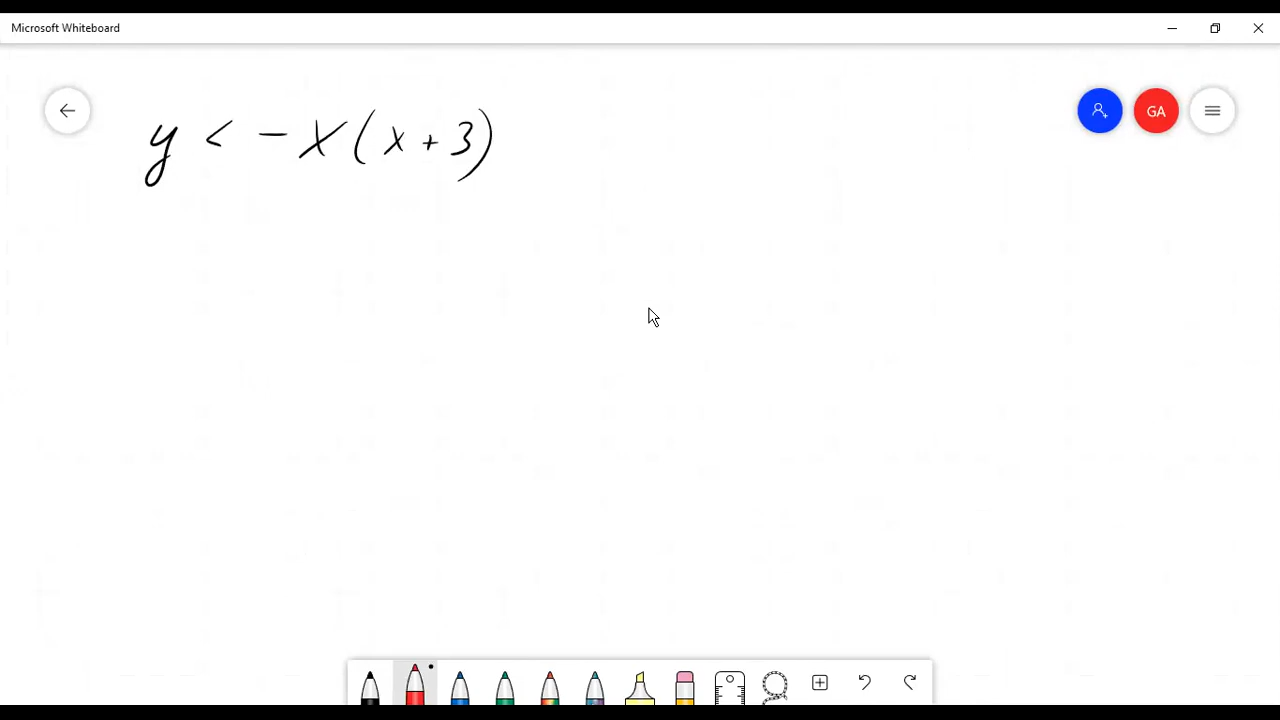 Microsoft Whiteboard
y < - x(x + 3)
GA